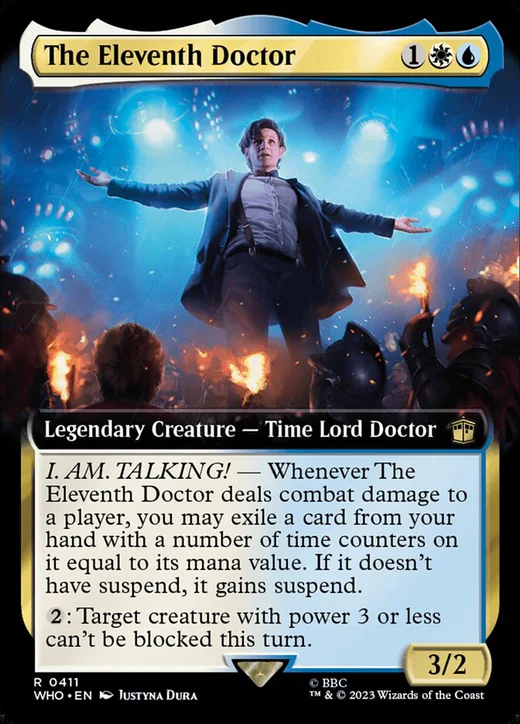 The Eleventh Doctor 1
Legendary Creature — Time Lord Doctor
I. AM. TALKING! — Whenever The
Eleventh Doctor deals combat damage to
a player, you may exile a card from your
hand with a number of time counters on
it equal to its mana value. If it doesn't
have suspend, it gains suspend.
2: Target creature with power 3 or less
can't be blocked this turn.
3/2
R 0411
WHO • EN Justyna Dura
© BBC
™ & © 2023 Wizards of the Coast